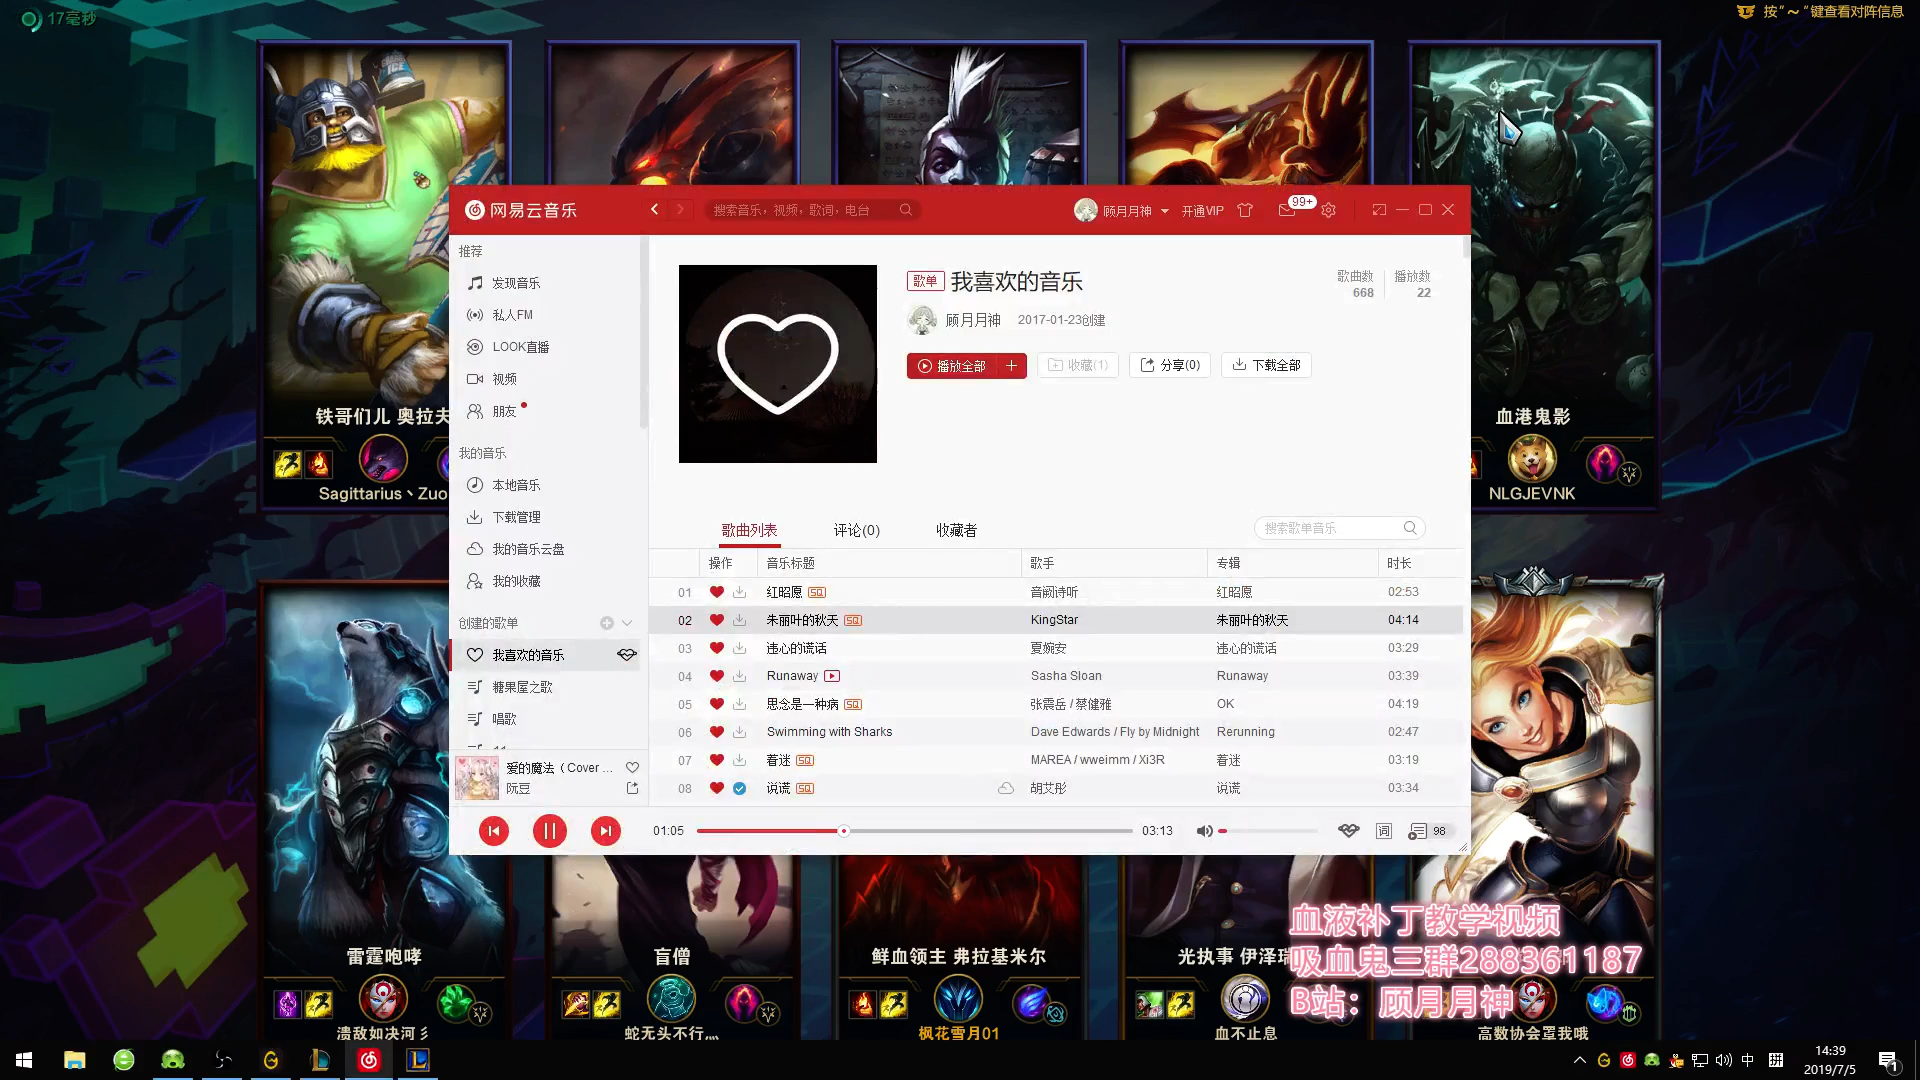 17毫秒
按"～"键查看对阵信息
网易云音乐
搜索音乐，视频，歌词，电台
顾月月神
开通VIP
99+
推荐
发现音乐
私人FM
LOOK直播
视频
朋友
我的音乐
本地音乐
下载管理
我的音乐云盘
我的收藏
创建的歌单
我喜欢的音乐
糖果屋之歌
唱歌
爱的魔法（Cover ...
阮豆
歌单
我喜欢的音乐
歌曲数
668
播放数
22
顾月月神
2017-01-23创建
播放全部
收藏(1)
分享(0)
下载全部
歌曲列表
评论(0)
收藏者
搜索歌单音乐
操作 音乐标题 歌手 专辑 时长
01 红昭愿 SQ 音阙诗听 红昭愿 02:53
02 朱丽叶的秋天 SQ KingStar 朱丽叶的秋天 04:14
03 违心的谎话 夏婉安 违心的谎话 03:29
04 Runaway Sasha Sloan Runaway 03:39
05 思念是一种病 SQ 张震岳 / 蔡健雅 OK 04:19
06 Swimming with Sharks Dave Edwards / Fly by Midnight Rerunning 02:47
07 着迷 SQ MAREA / wweimm / Xi3R 着迷 03:19
08 说谎 SQ 胡艾彤 说谎 03:34
01:05
03:13
词
98
铁哥们儿 奥拉夫
Sagittarius丶Zuo
血港鬼影
NLGJEVNK
雷霆咆哮
溃敌如决河
盲僧
蛇无头不行
鲜血领主 弗拉基米尔
枫花雪月01
光执事 伊泽瑞
血不止息
高数协会罩我哦
血液补丁教学视频
吸血鬼三群288361187
B站：顾月月神
中
拼
14:39
2019/7/5
1